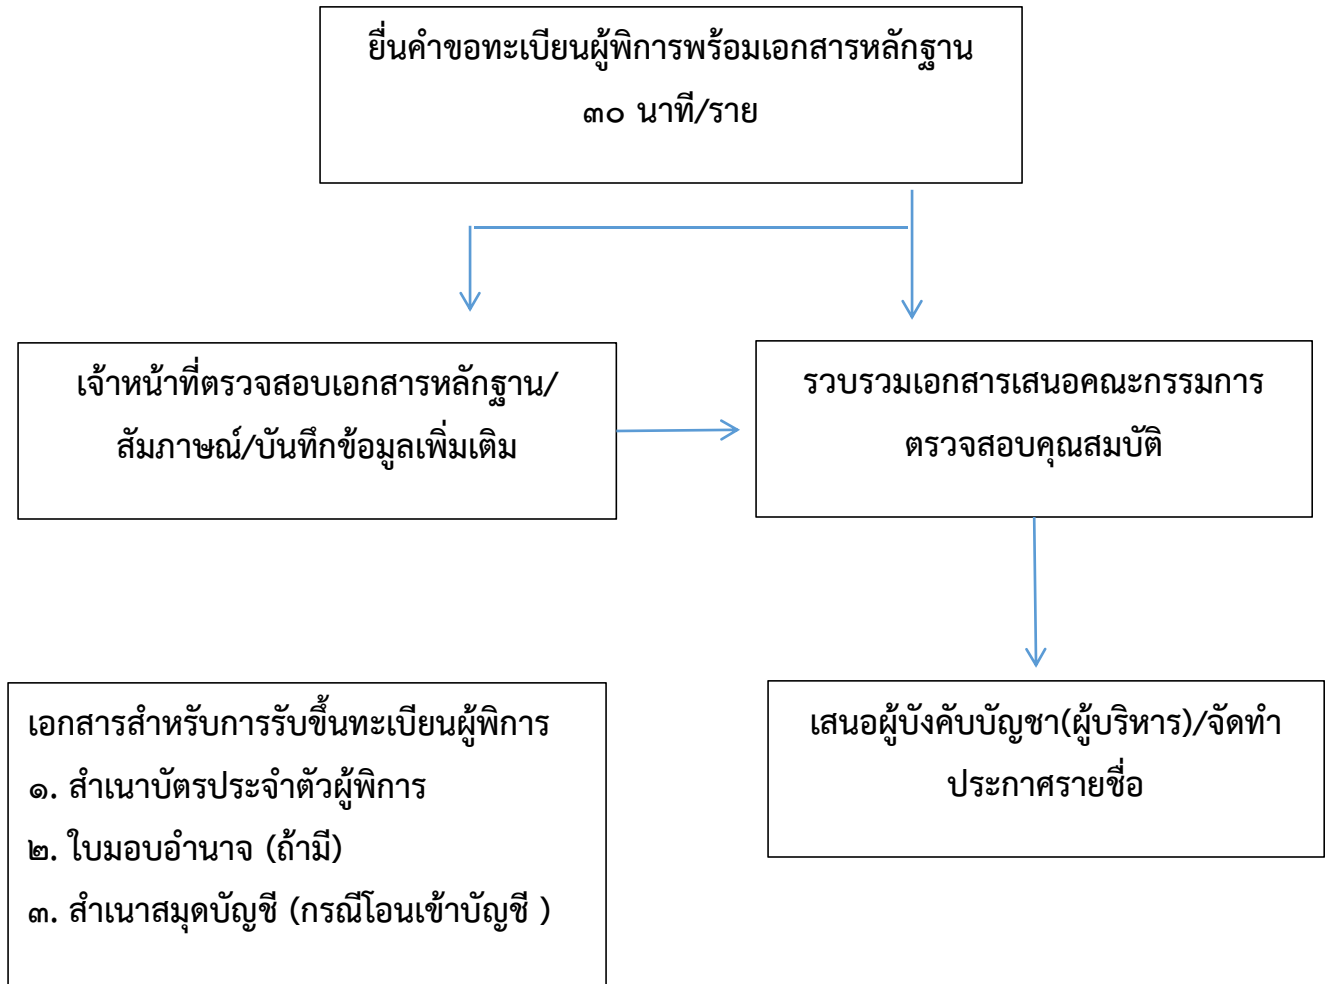 ยื่นคำขอทะเบียนผู้พิการพร้อมเอกสารหลักฐาน
๓๐ นาที/ราย
เจ้าหน้าที่ตรวจสอบเอกสารหลักฐาน/
สัมภาษณ์/บันทึกข้อมูลเพิ่มเติม
รวบรวมเอกสารเสนอคณะกรรมการ
ตรวจสอบคุณสมบัติ
เอกสารสำหรับการรับขึ้นทะเบียนผู้พิการ
๑. สำเนาบัตรประจำตัวผู้พิการ
๒. ใบมอบอำนาจ (ถ้ามี)
๓. สำเนาสมุดบัญชี (กรณีโอนเข้าบัญชี )
เสนอผู้บังคับบัญชา(ผู้บริหาร)/จัดทำ
ประกาศรายชื่อ